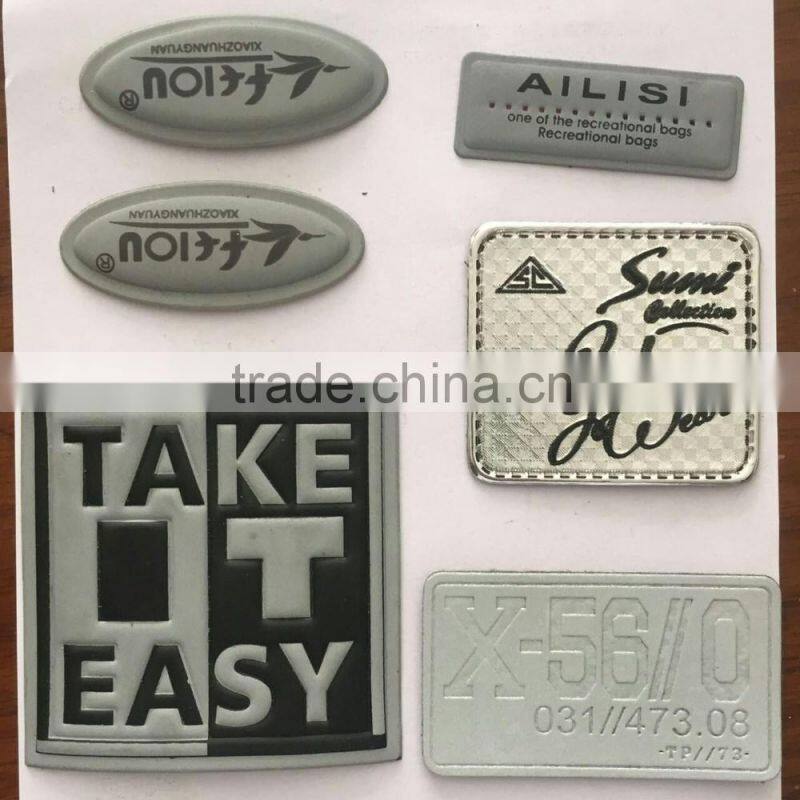 XIAOZHUANGYUAN
®
AILISI
one of the recreational bags
Recreational bags
XIAOZHUANGYUAN
®
SC
Sumi
Collection
trade.china.cn
TAKE
IT
EASY
X-56//0
031//473.08
-TP//73-